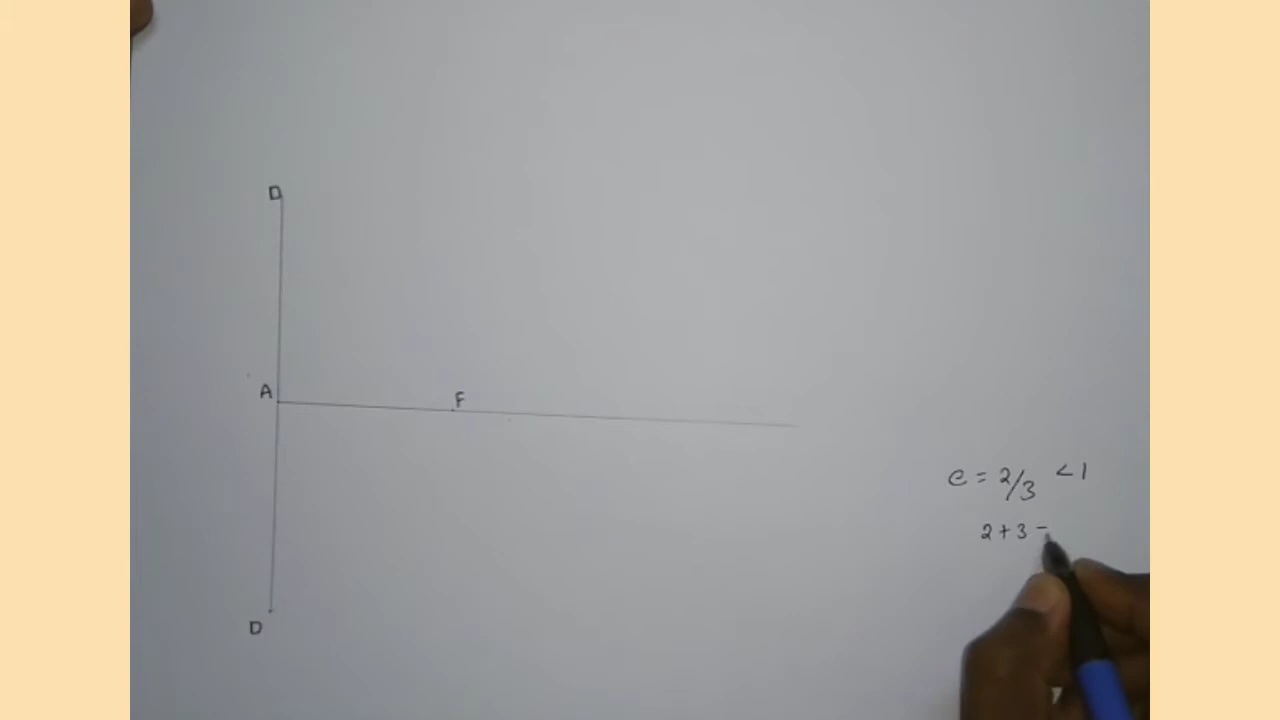 D
A
F
D
e = 2/3 < 1
2 + 3 =